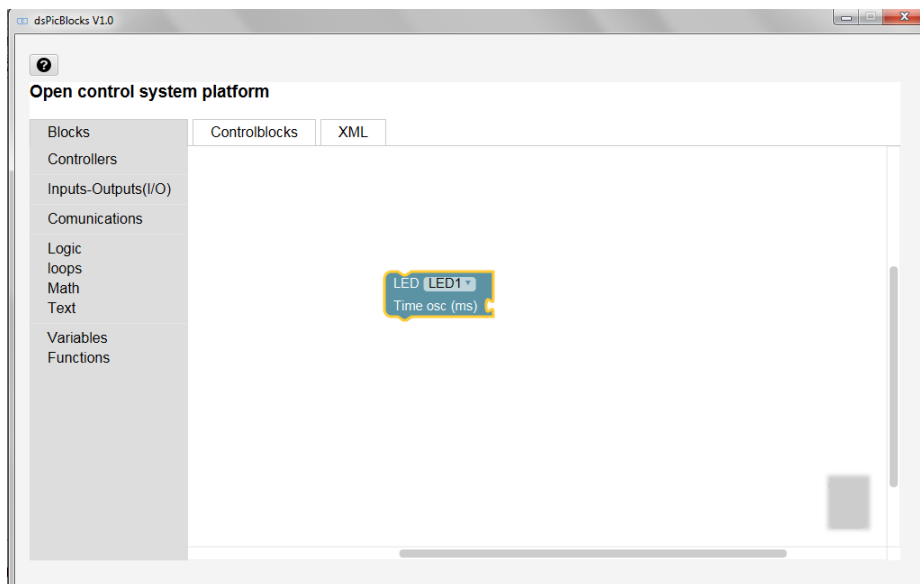 dsPicBlocks V1.0
Open control system platform
Blocks
Controlblocks
XML
Controllers
Inputs-Outputs(I/O)
Comunications
Logic
loops
Math
Text
Variables
Functions
LED LED1
Time osc (ms)